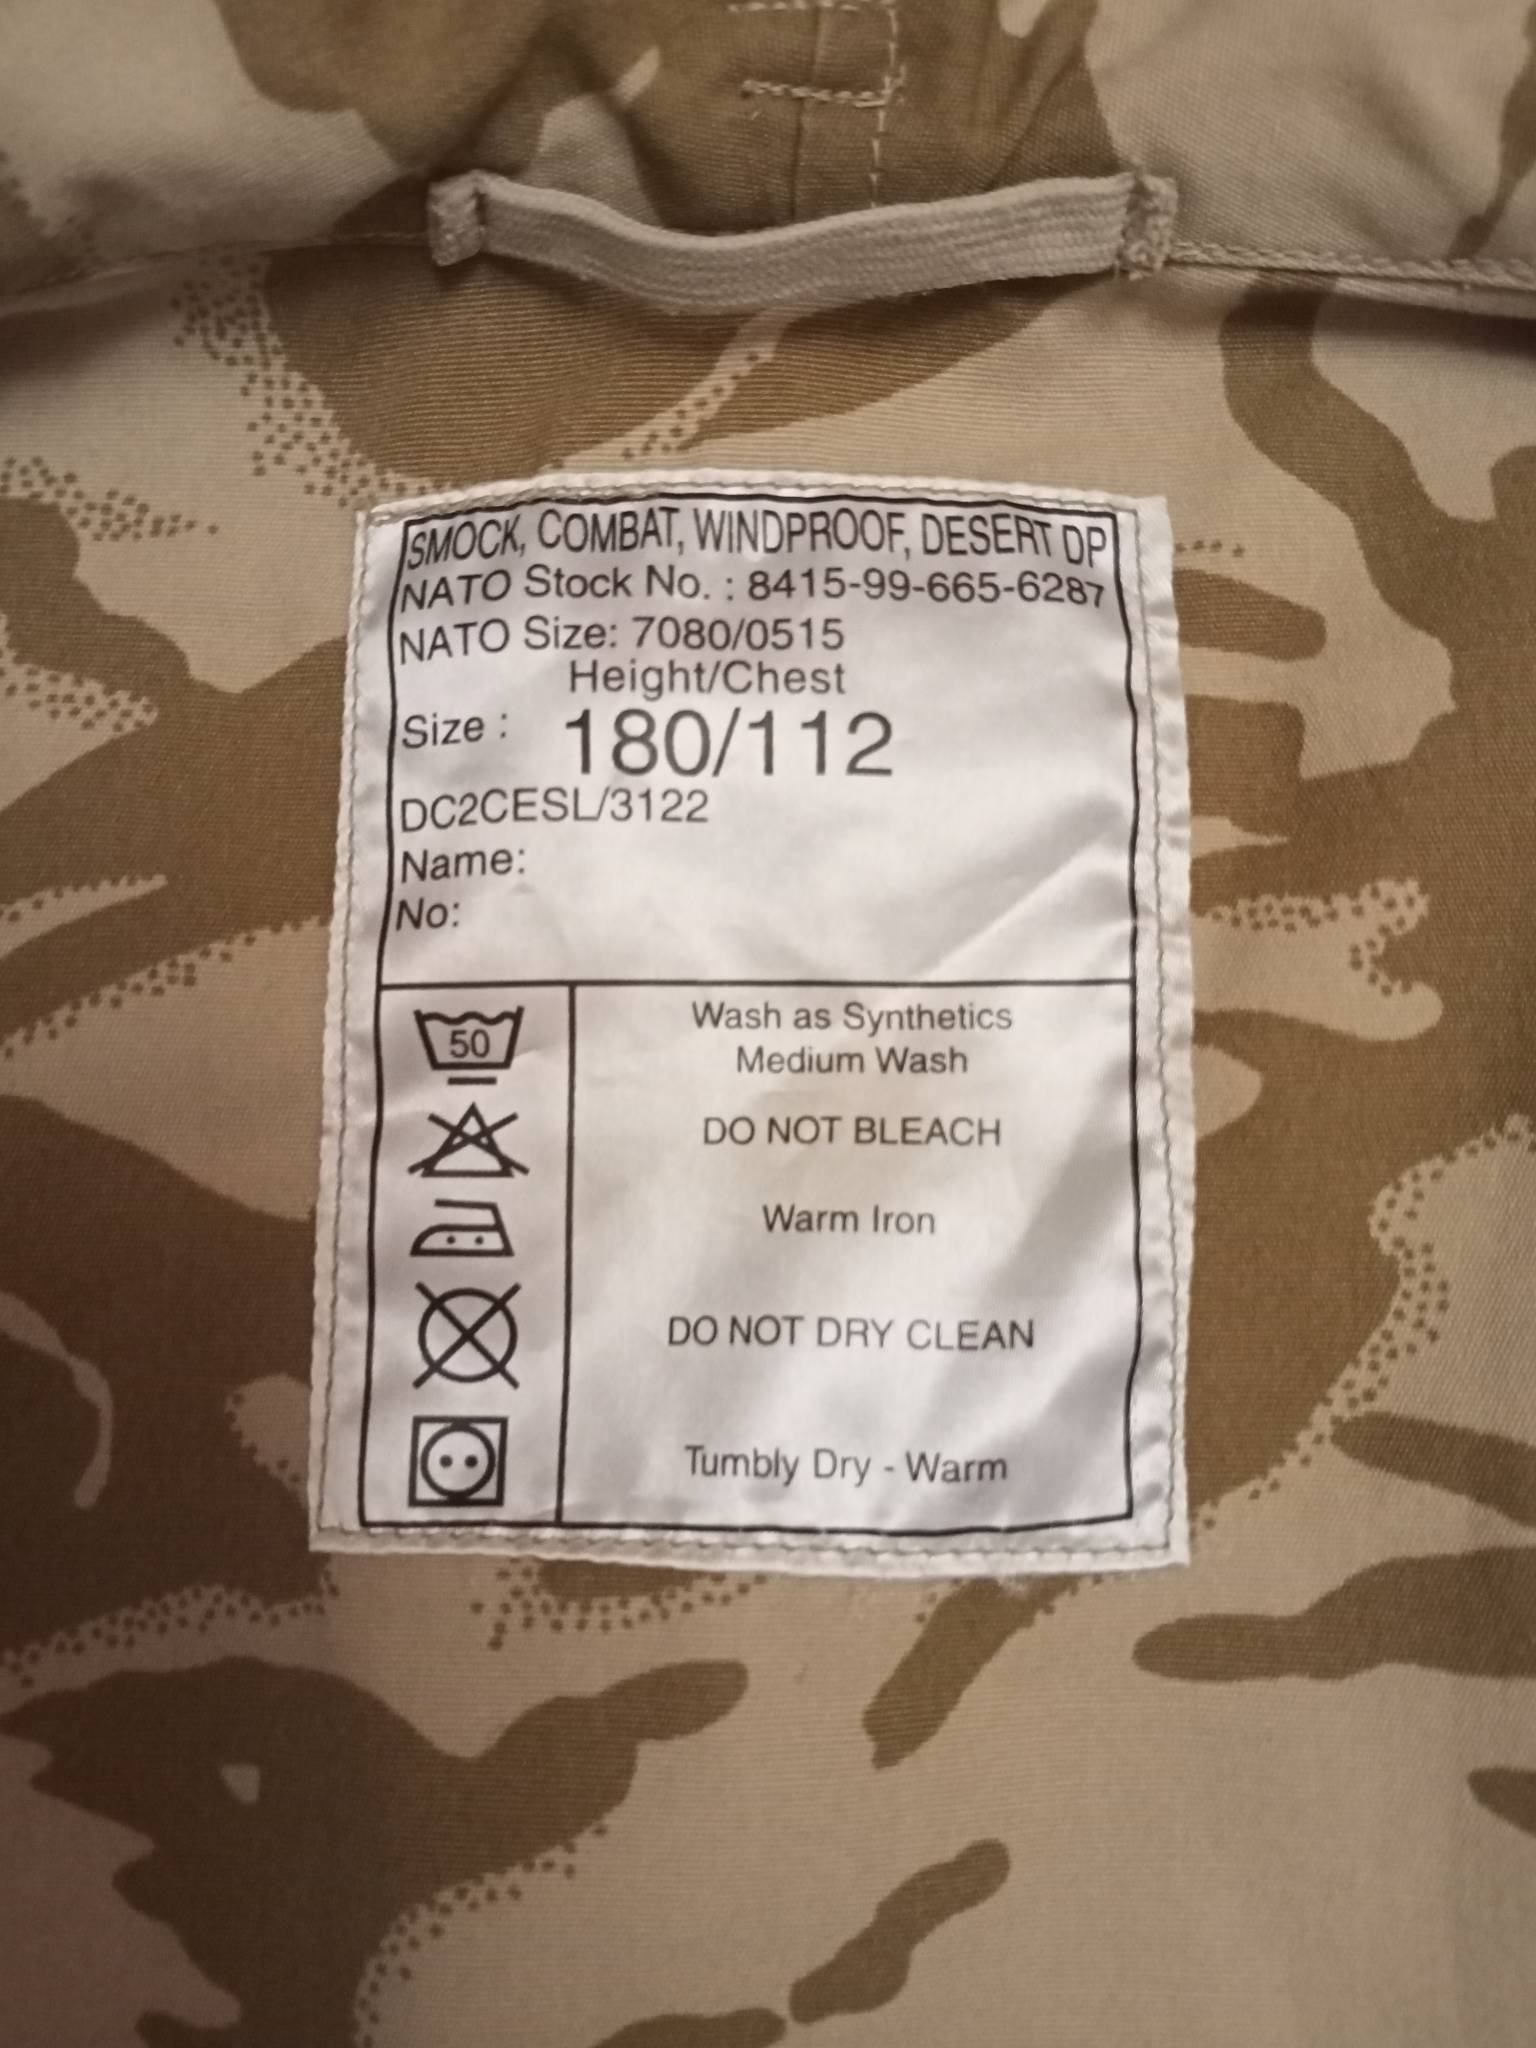 SMOCK, COMBAT, WINDPROOF, DESERT DP
NATO Stock No. : 8415-99-665-6287
NATO Size: 7080/0515
Height/Chest
Size : 180/112
DC2CESL/3122
Name:
No:
50
Wash as Synthetics
Medium Wash
DO NOT BLEACH
Warm Iron
DO NOT DRY CLEAN
Tumbly Dry - Warm